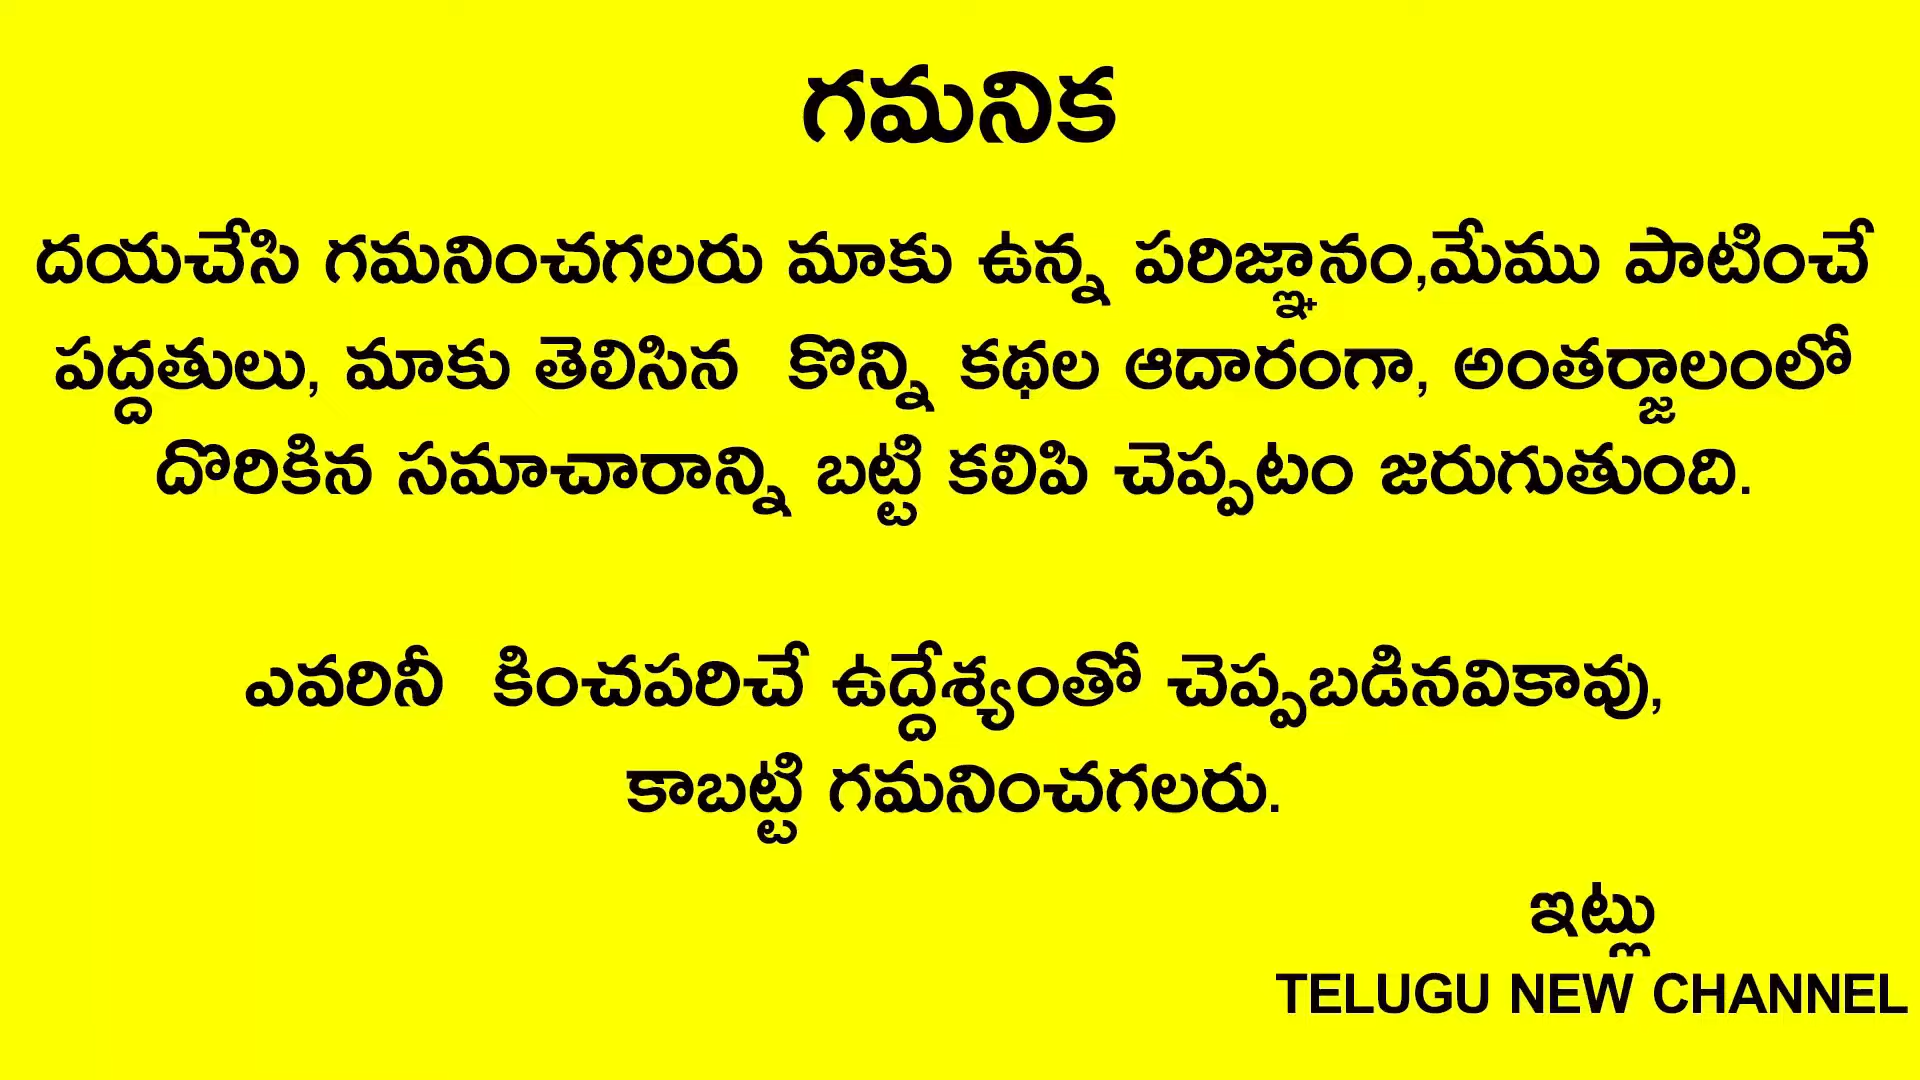 గమనిక
దయచేసి గమనించగలరు మాకు ఉన్న పరిజ్ఞానం,మేము పాటించే
పద్దతులు, మాకు తెలిసిన కొన్ని కథల ఆదారంగా, అంతర్జాలంలో
దొరికిన సమాచారాన్ని బట్టి కలిపి చెప్పటం జరుగుతుంది.
ఎవరినీ కించపరిచే ఉద్దేశ్యంతో చెప్పబడినవికావు,
కాబట్టి గమనించగలరు.
ఇట్లు
TELUGU NEW CHANNEL